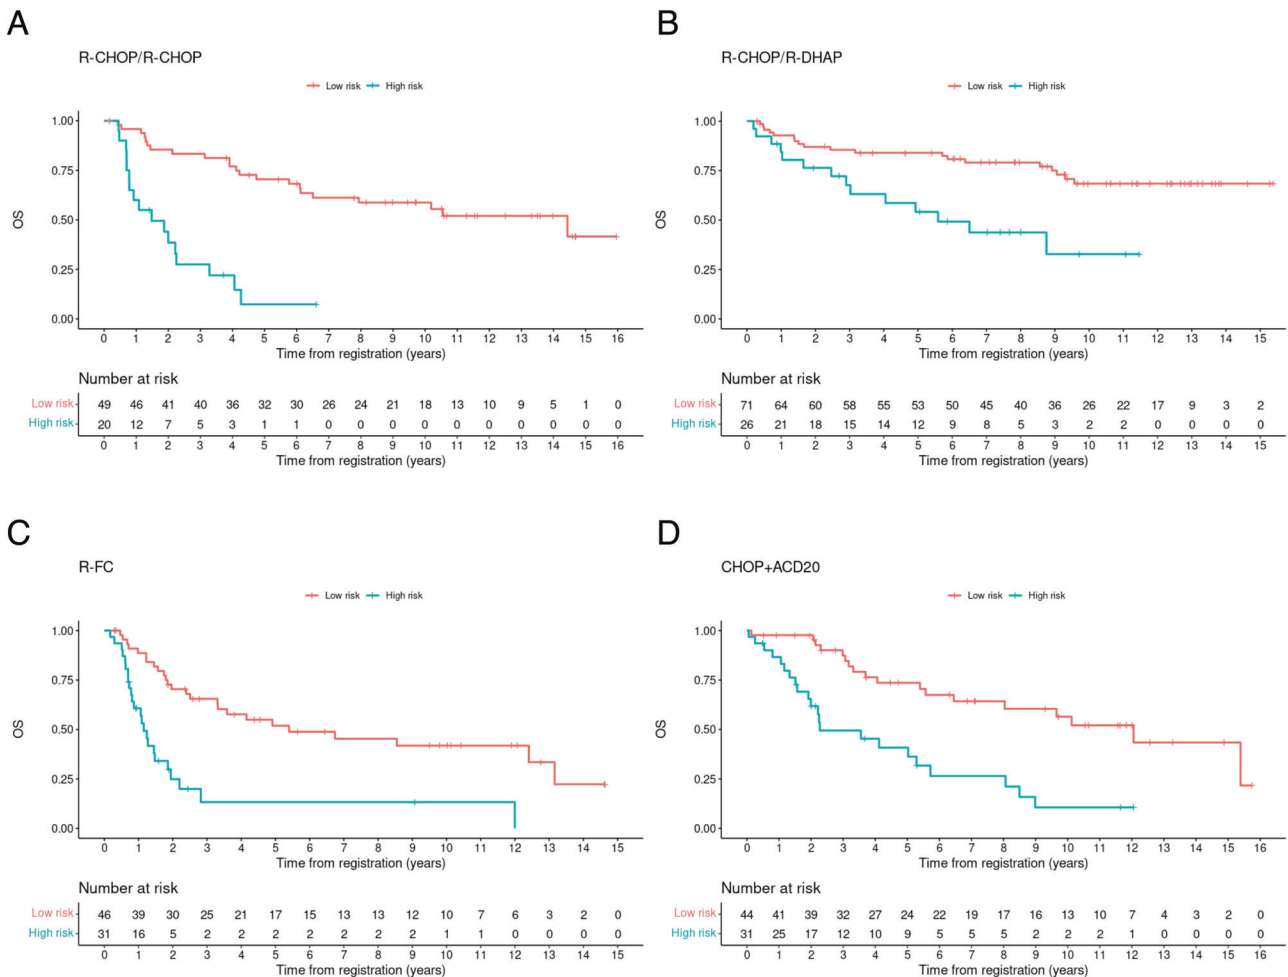 A
R-CHOP/R-CHOP
Low risk High risk
1.00
0.75
0.50
0.25
0.00
OS
0 1 2 3 4 5 6 7 8 9 10 11 12 13 14 15 16
Time from registration (years)
Number at risk
Low risk 49 46 41 40 36 32 30 26 24 21 18 13 10 9 5 1 0
High risk 20 12 7 5 3 1 1 0 0 0 0 0 0 0 0 0 0
0 1 2 3 4 5 6 7 8 9 10 11 12 13 14 15 16
Time from registration (years)
B
R-CHOP/R-DHAP
Low risk High risk
1.00
0.75
0.50
0.25
0.00
OS
0 1 2 3 4 5 6 7 8 9 10 11 12 13 14 15
Time from registration (years)
Number at risk
Low risk 71 64 60 58 55 53 50 45 40 36 26 22 17 9 3 2
High risk 26 21 18 15 14 12 9 8 5 3 2 2 0 0 0 0
0 1 2 3 4 5 6 7 8 9 10 11 12 13 14 15
Time from registration (years)
C
R-FC
Low risk High risk
1.00
0.75
0.50
0.25
0.00
OS
0 1 2 3 4 5 6 7 8 9 10 11 12 13 14 15
Time from registration (years)
Number at risk
Low risk 46 39 30 25 21 17 15 13 13 12 10 7 6 3 2 0
High risk 31 16 5 2 2 2 2 2 2 2 1 1 0 0 0 0
0 1 2 3 4 5 6 7 8 9 10 11 12 13 14 15
Time from registration (years)
D
CHOP+ACD20
Low risk High risk
1.00
0.75
0.50
0.25
0.00
OS
0 1 2 3 4 5 6 7 8 9 10 11 12 13 14 15 16
Time from registration (years)
Number at risk
Low risk 44 41 39 32 27 24 22 19 17 16 13 10 7 4 3 2 0
High risk 31 25 17 12 10 9 5 5 5 2 2 2 1 0 0 0 0
0 1 2 3 4 5 6 7 8 9 10 11 12 13 14 15 16
Time from registration (years)